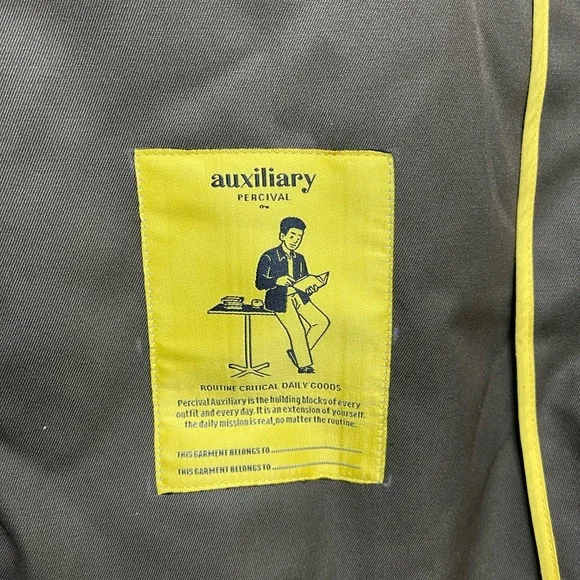 auxiliary
PERCIVAL
ROUTINE CRITICAL DAILY GOODS
Percival Auxiliary is the building blocks of every
outfit and every day. It is an extension of yourself.
the daily mission is real, no matter the routine.
THIS GARMENT BELONGS TO
THIS GARMENT BELONGS TO